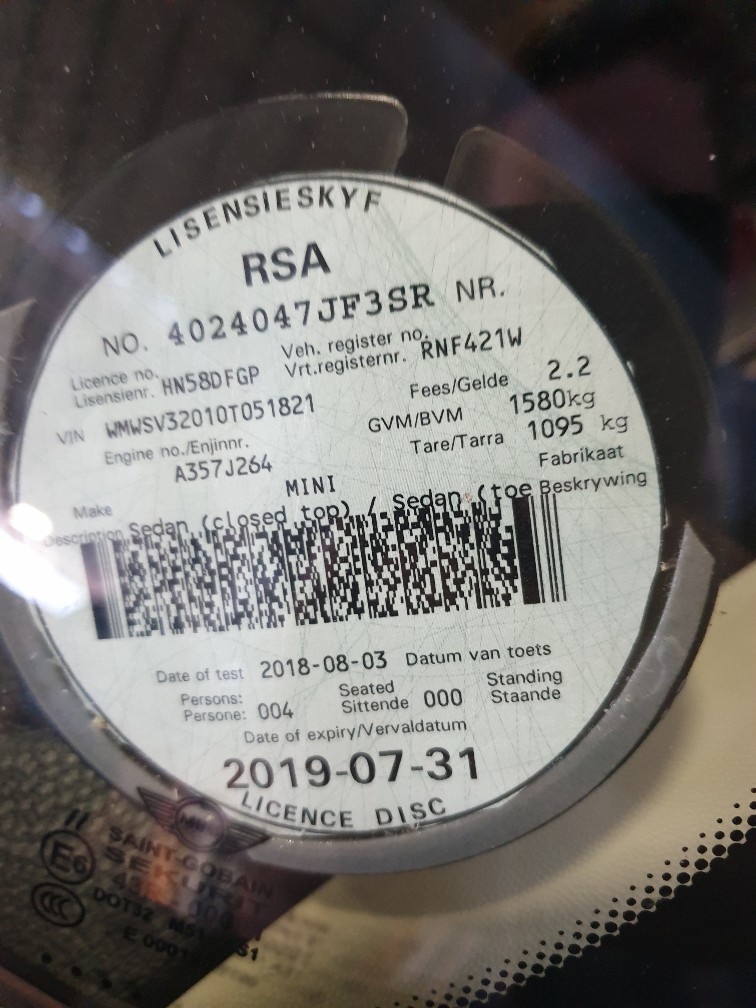 LISENSIESKYF
RSA
NO. 4024047JF3SR NR.
Licence no. Lisensienr. HN58DFGP Veh. register no. Vrt.registernr. RNF421W
VIN WMWSV32010T051821 Fees/Gelde 2.2
Engine no./Enjinnr. GVM/BVM 1580kg
A357J264 Tare/Tarra 1095 kg
Make MINI Fabrikaat
Description Sedan (closed top) / Sedan (toe Beskrywing
Date of test 2018-08-03 Datum van toets
Persons: Persone: 004 Seated Sittende 000 Standing Staande
Date of expiry/Vervaldatum
2019-07-31
LICENCE DISC
MINI
SAINT-GOBAIN
E6 SEKURIT
CCC
DOT32